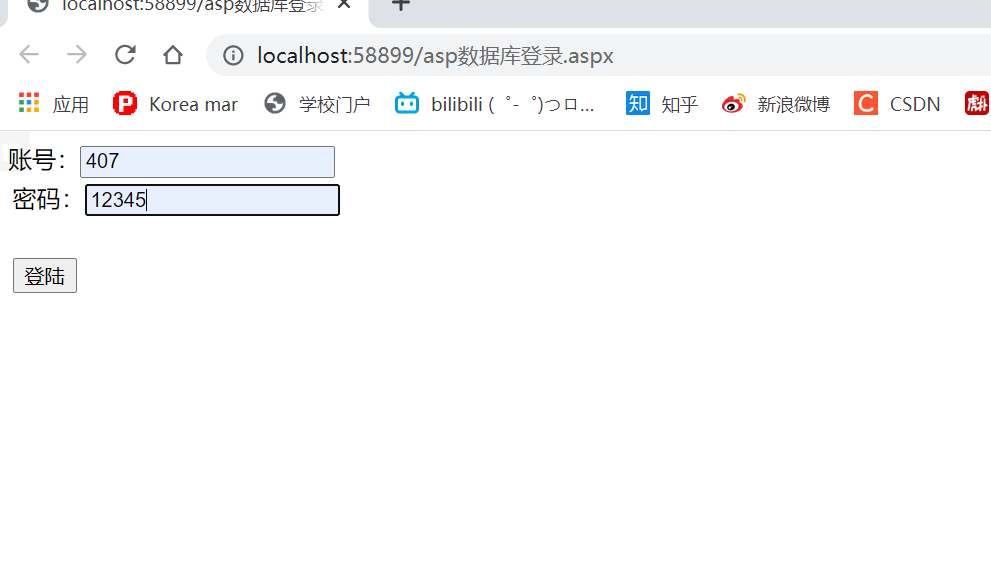 localhost:58899/asp数据库登录
localhost:58899/asp数据库登录.aspx
应用 Korea mar 学校门户 bilibili ( ゜- ゜)つロ... 知 知乎 新浪微博 C CSDN
账号：407
密码：12345
登陆